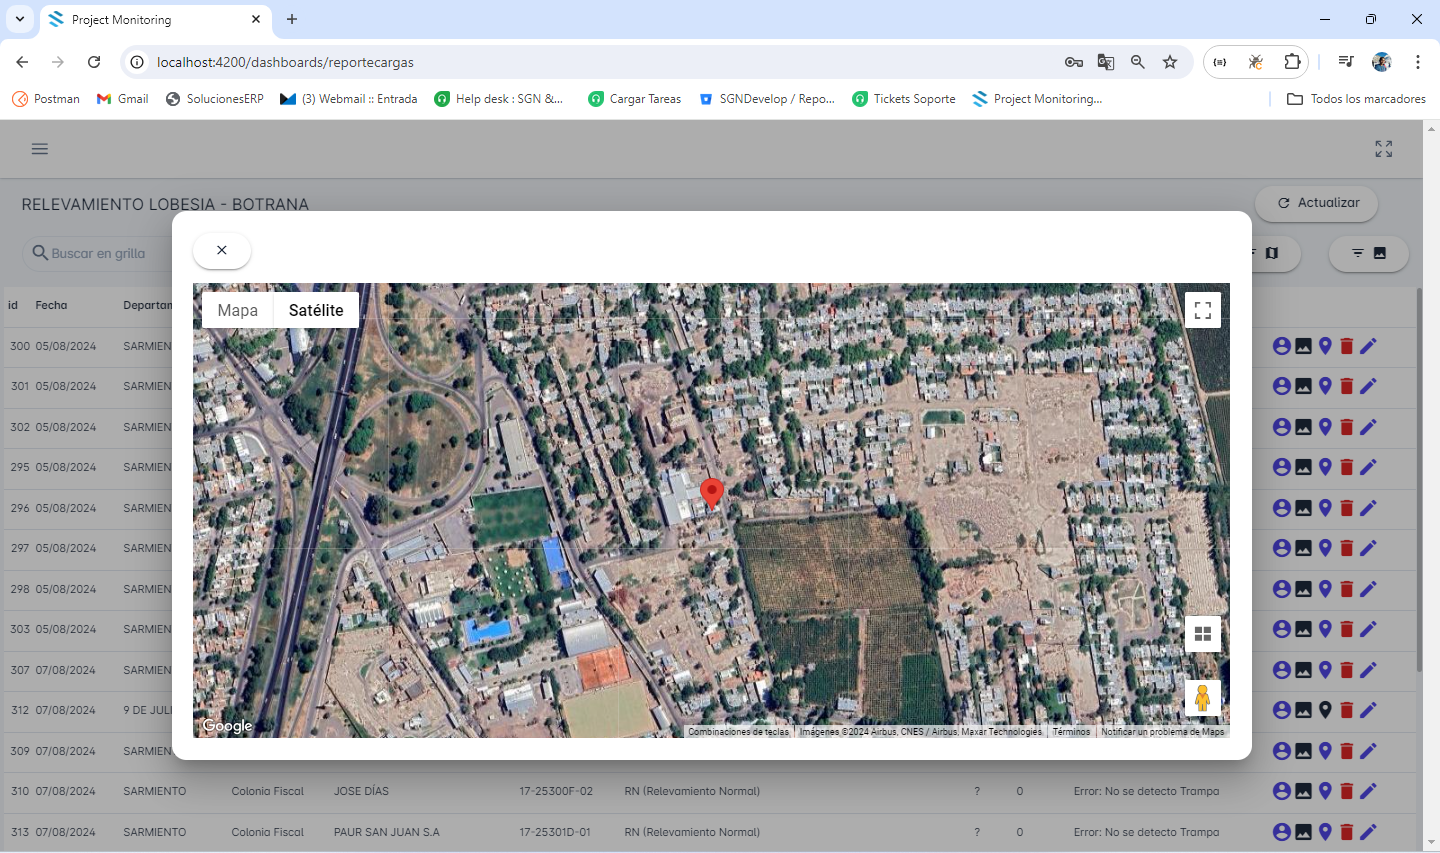 Project Monitoring
localhost:4200/dashboards/reportecargas
Postman
Gmail
SolucionesERP
(3) Webmail :: Entrada
Help desk : SGN &...
Cargar Tareas
SGNDevelop / Repo...
Tickets Soporte
Project Monitoring...
Todos los marcadores
RELEVAMIENTO LOBESIA - BOTRANA
Actualizar
Buscar en grilla
id Fecha Departam
Mapa Satélite
300 05/08/2024 SARMIEN
301 05/08/2024 SARMIEN
302 05/08/2024 SARMIEN
295 05/08/2024 SARMIEN
296 05/08/2024 SARMIEN
297 05/08/2024 SARMIEN
298 05/08/2024 SARMIEN
303 05/08/2024 SARMIEN
307 07/08/2024 SARMIEN
312 07/08/2024 9 DE JULI
Google
Combinaciones de teclas Imágenes ©2024 Airbus, CNES / Airbus, Maxar Technologies Términos Notificar un problema de Maps
309 07/08/2024 SARMIEN
310 07/08/2024 SARMIENTO Colonia Fiscal JOSE DÍAS 17-25300F-02 RN (Relevamiento Normal) ? 0 Error: No se detecto Trampa
313 07/08/2024 SARMIENTO Colonia Fiscal PAUR SAN JUAN S.A 17-25301D-01 RN (Relevamiento Normal) ? 0 Error: No se detecto Trampa